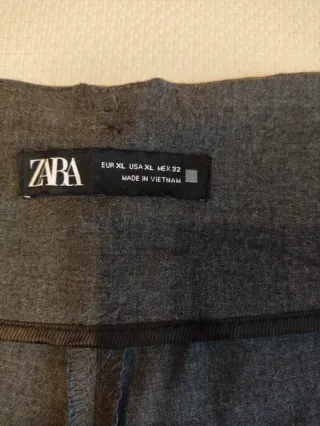 ZARA
EUR XL USA XL MEX 32
MADE IN VIETNAM